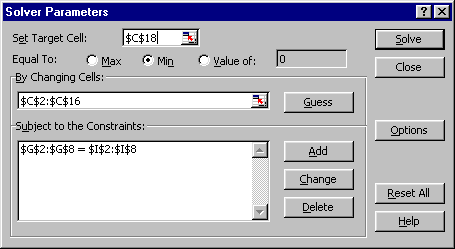 Solver Parameters
Set Target Cell: $C$18 Solve
Equal To: Max Min Value of: 0 Close
By Changing Cells:
$C$2:$C$16 Guess
Subject to the Constraints: Options
$G$2:$G$8 = $I$2:$I$8 Add
Change
Reset All
Delete
Help